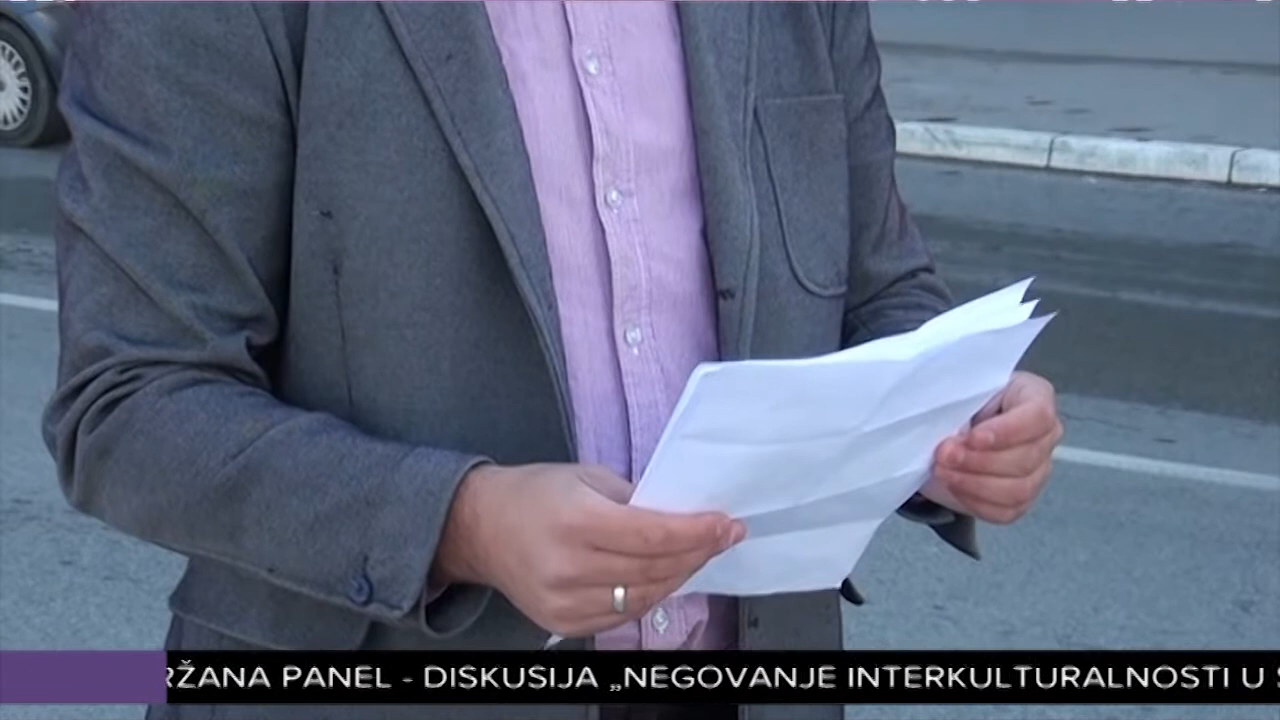 RŽANA PANEL - DISKUSIJA „NEGOVANJE INTERKULTURALNOSTI U S